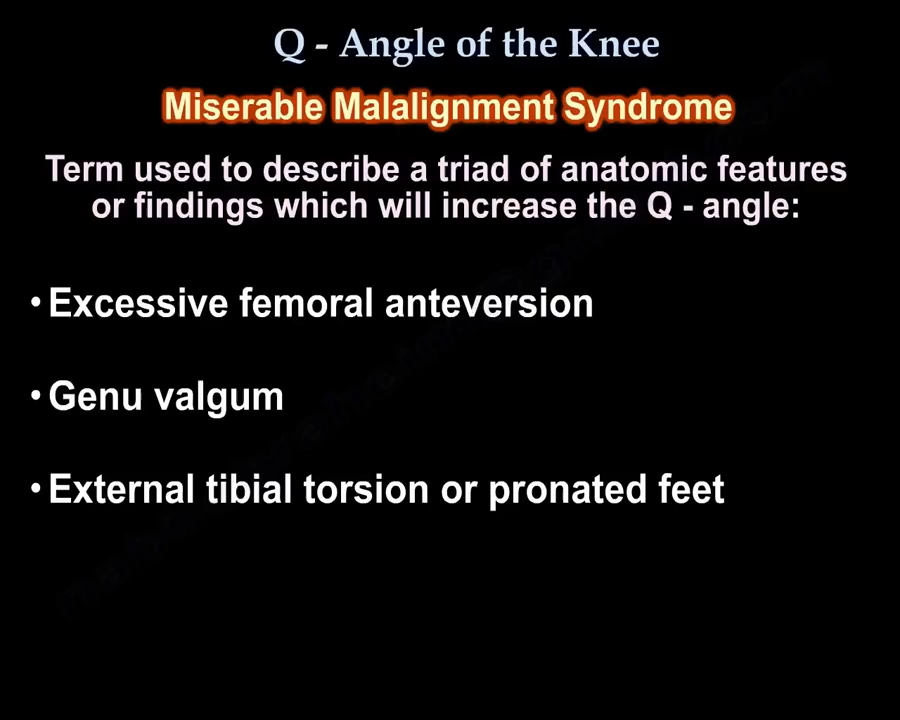 Q - Angle of the Knee
Miserable Malalignment Syndrome
Term used to describe a triad of anatomic features
or findings which will increase the Q - angle:
• Excessive femoral anteversion
• Genu valgum
• External tibial torsion or pronated feet